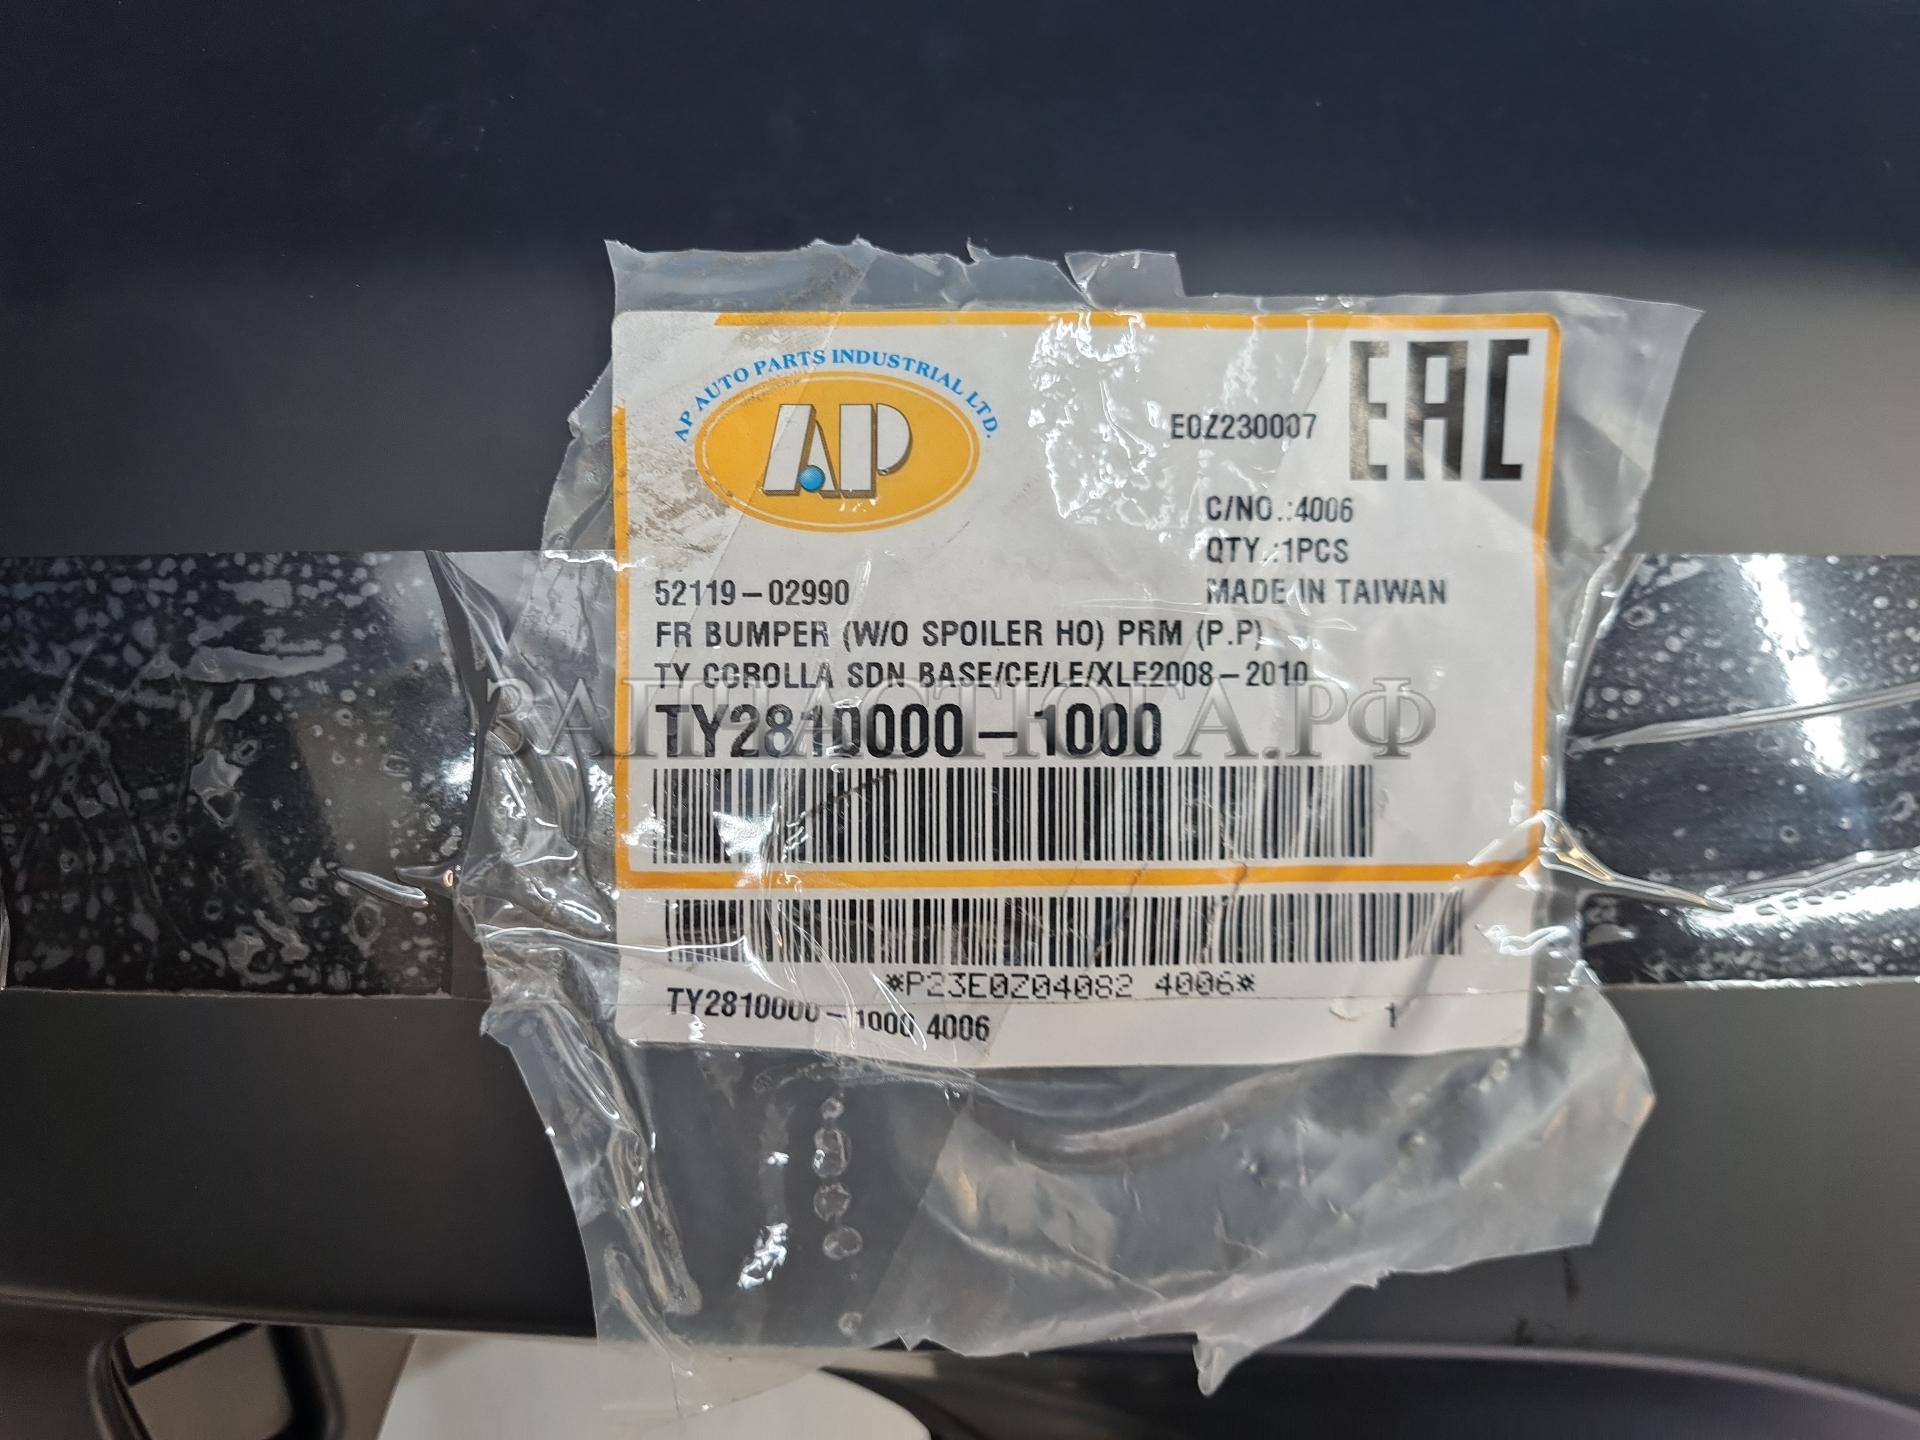 AP AUTO PARTS INDUSTRIAL LTD.
AP
EAC
E0Z230007
C/NO.:4006
QTY.:1PCS
MADE IN TAIWAN
52119-02990
FR BUMPER (W/O SPOILER HO) PRM (P.P)
TY COROLLA SDN BASE/CE/LE/XLE2008-2010
ЗАПЧАСТЮГА.РФ
TY2810000-1000
*P23E0Z04082 4006*
TY2810000-1000 4006
1